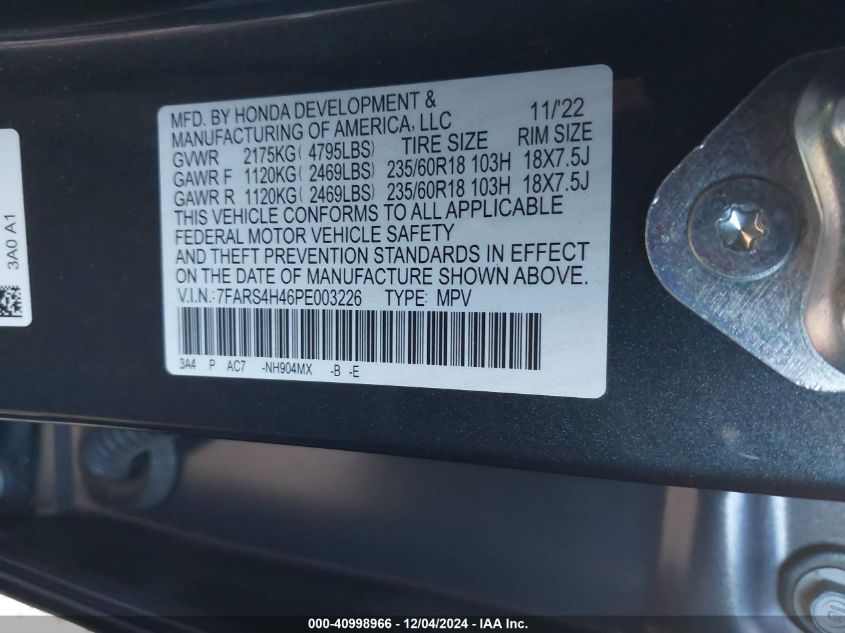 MFD. BY HONDA DEVELOPMENT & 11/'22
MANUFACTURING OF AMERICA, LLC TIRE SIZE RIM SIZE
GVWR 2175KG( 4795LBS)
GAWR F 1120KG( 2469LBS) 235/60R18 103H 18X7.5J
GAWR R 1120KG( 2469LBS) 235/60R18 103H 18X7.5J
THIS VEHICLE CONFORMS TO ALL APPLICABLE
FEDERAL MOTOR VEHICLE SAFETY
AND THEFT PREVENTION STANDARDS IN EFFECT
ON THE DATE OF MANUFACTURE SHOWN ABOVE.
V.I.N.:7FARS4H46PE003226 TYPE: MPV
3A4 P AC7 -NH904MX -B -E
3A0 A1
000-40998966 - 12/04/2024 - IAA Inc.